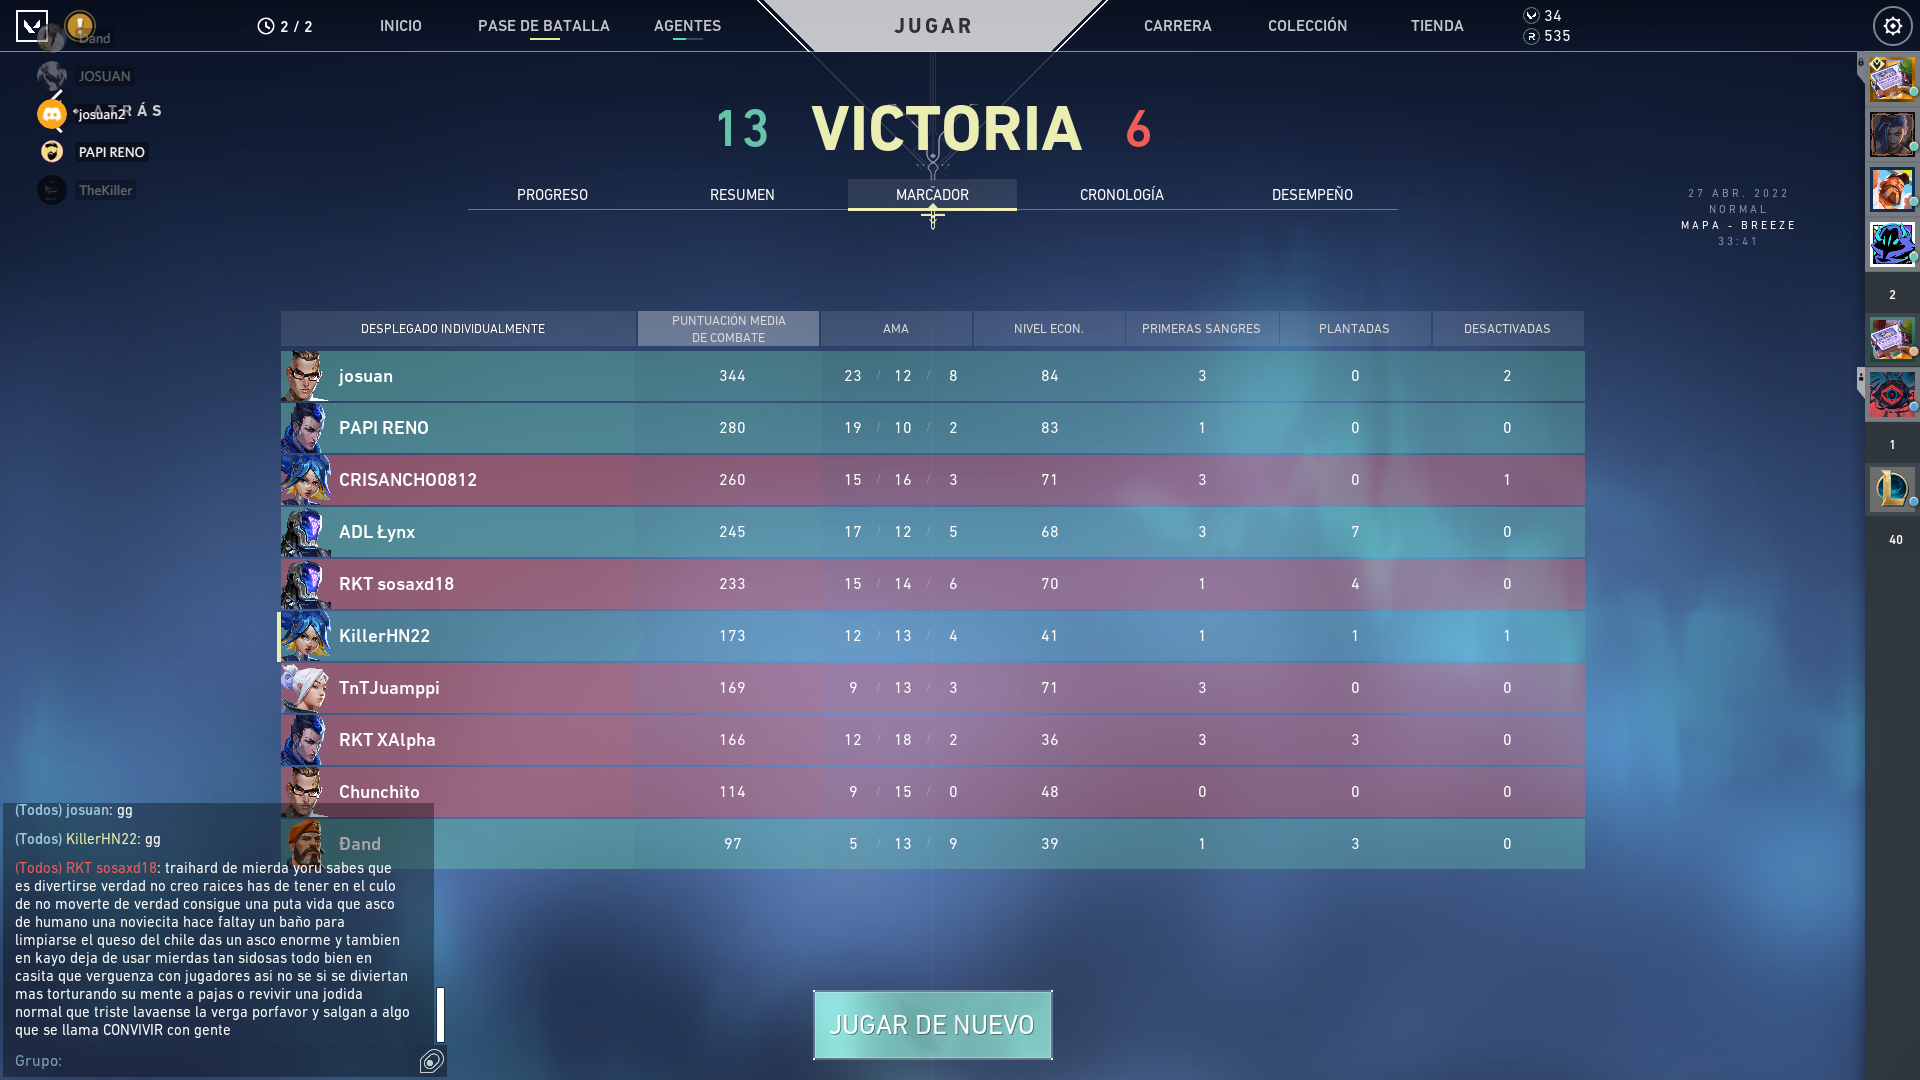 2 / 2
INICIO
PASE DE BATALLA
AGENTES
JUGAR
CARRERA
COLECCIÓN
TIENDA
34
535
Dand
JOSUAN
ATRÁS
josuah2
PAPI RENO
TheKiller
13 VICTORIA 6
PROGRESO
RESUMEN
MARCADOR
CRONOLOGÍA
DESEMPEÑO
27 ABR. 2022
NORMAL
MAPA - BREEZE
33:41
2
1
40
DESPLEGADO INDIVIDUALMENTE
PUNTUACIÓN MEDIA
DE COMBATE
AMA
NIVEL ECON.
PRIMERAS SANGRES
PLANTADAS
DESACTIVADAS
josuan 344 23 / 12 / 8 84 3 0 2
PAPI RENO 280 19 / 10 / 2 83 1 0 0
CRISANCHO0812 260 15 / 16 / 3 71 3 0 1
ADL Łynx 245 17 / 12 / 5 68 3 7 0
RKT sosaxd18 233 15 / 14 / 6 70 1 4 0
KillerHN22 173 12 / 13 / 4 41 1 1 1
TnTJuamppi 169 9 / 13 / 3 71 3 0 0
RKT XAlpha 166 12 / 18 / 2 36 3 3 0
Chunchito 114 9 / 15 / 0 48 0 0 0
Đand 97 5 / 13 / 9 39 1 3 0
(Todos) josuan: gg
(Todos) KillerHN22: gg
(Todos) RKT sosaxd18: traihard de mierda yoru sabes que
es divertirse verdad no creo raices has de tener en el culo
de no moverte de verdad consigue una puta vida que asco
de humano una noviecita hace faltay un baño para
limpiarse el queso del chile das un asco enorme y tambien
en kayo deja de usar mierdas tan sidosas todo bien en
casita que verguenza con jugadores asi no se si se diviertan
mas torturando su mente a pajas o revivir una jodida
normal que triste lavaense la verga porfavor y salgan a algo
que se llama CONVIVIR con gente
Grupo:
JUGAR DE NUEVO